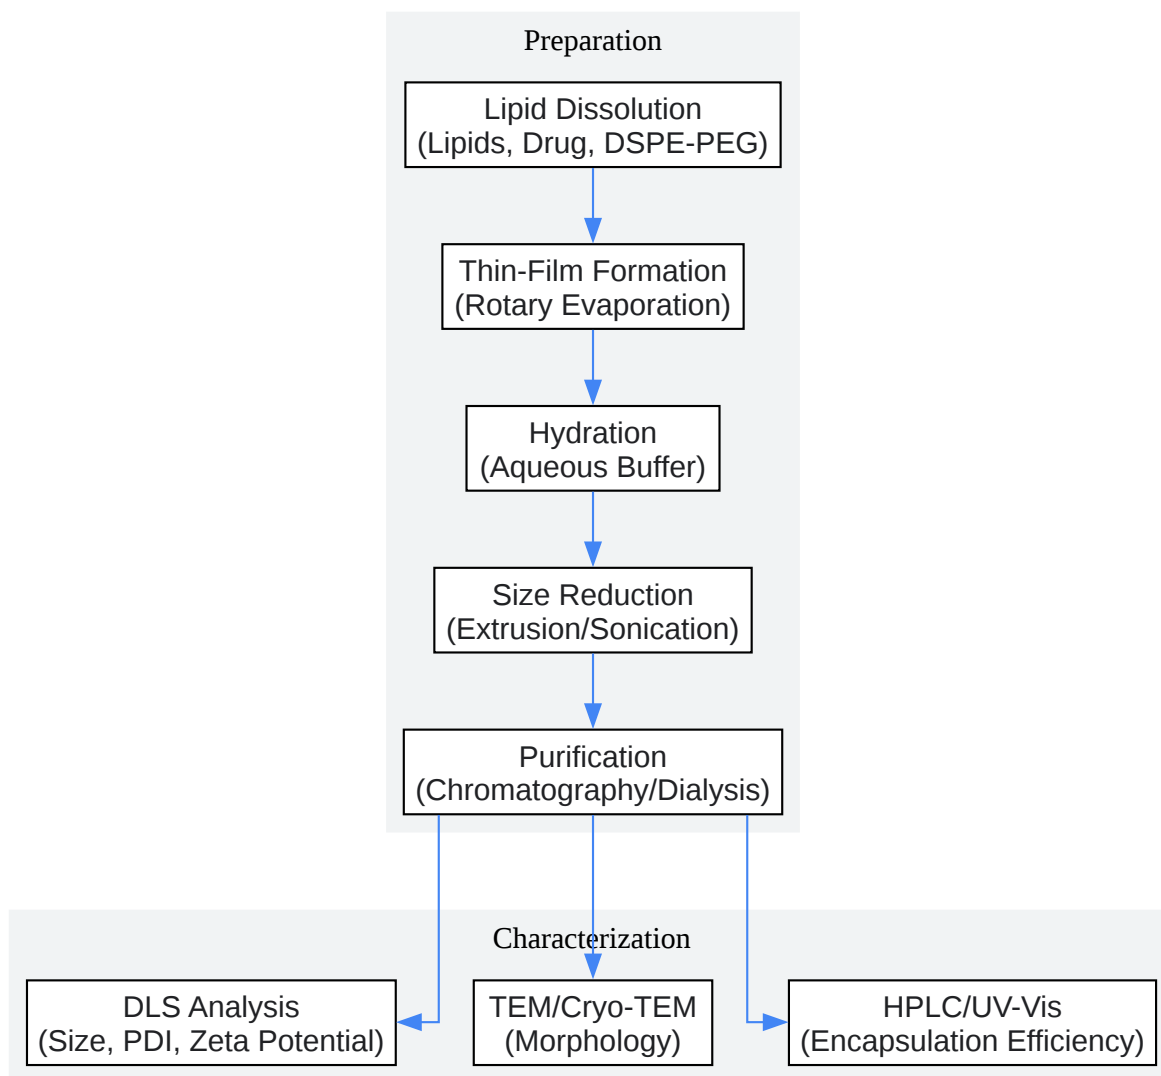 Preparation
Lipid Dissolution
(Lipids, Drug, DSPE-PEG)
Thin-Film Formation
(Rotary Evaporation)
Hydration
(Aqueous Buffer)
Size Reduction
(Extrusion/Sonication)
Purification
(Chromatography/Dialysis)
Characterization
DLS Analysis
(Size, PDI, Zeta Potential)
TEM/Cryo-TEM
(Morphology)
HPLC/UV-Vis
(Encapsulation Efficiency)